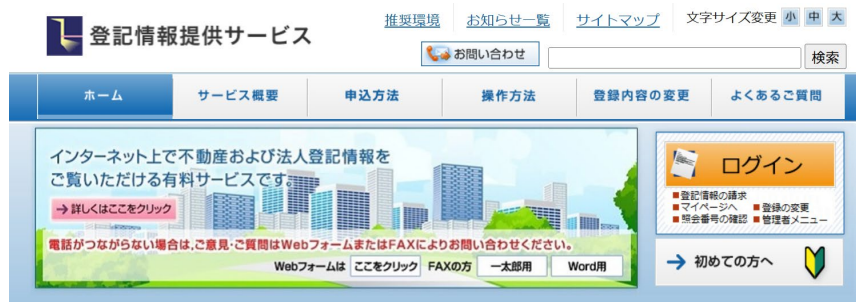 登記情報提供サービス
推奨環境 お知らせ一覧 サイトマップ 文字サイズ変更 小 中 大
お問い合わせ 検索
ホーム サービス概要 申込方法 操作方法 登録内容の変更 よくあるご質問
インターネット上で不動産および法人登記情報を
ご覧いただける有料サービスです。
→詳しくはここをクリック
電話がつながらない場合は、ご意見・ご質問はWebフォームまたはFAXによりお問い合わせください。
Webフォームは ここをクリック FAXの方 一太郎用 Word用
ログイン
■登記情報の請求
■マイページへ ■登録の変更
■照会番号の確認 ■管理者メニュー
→ 初めての方へ